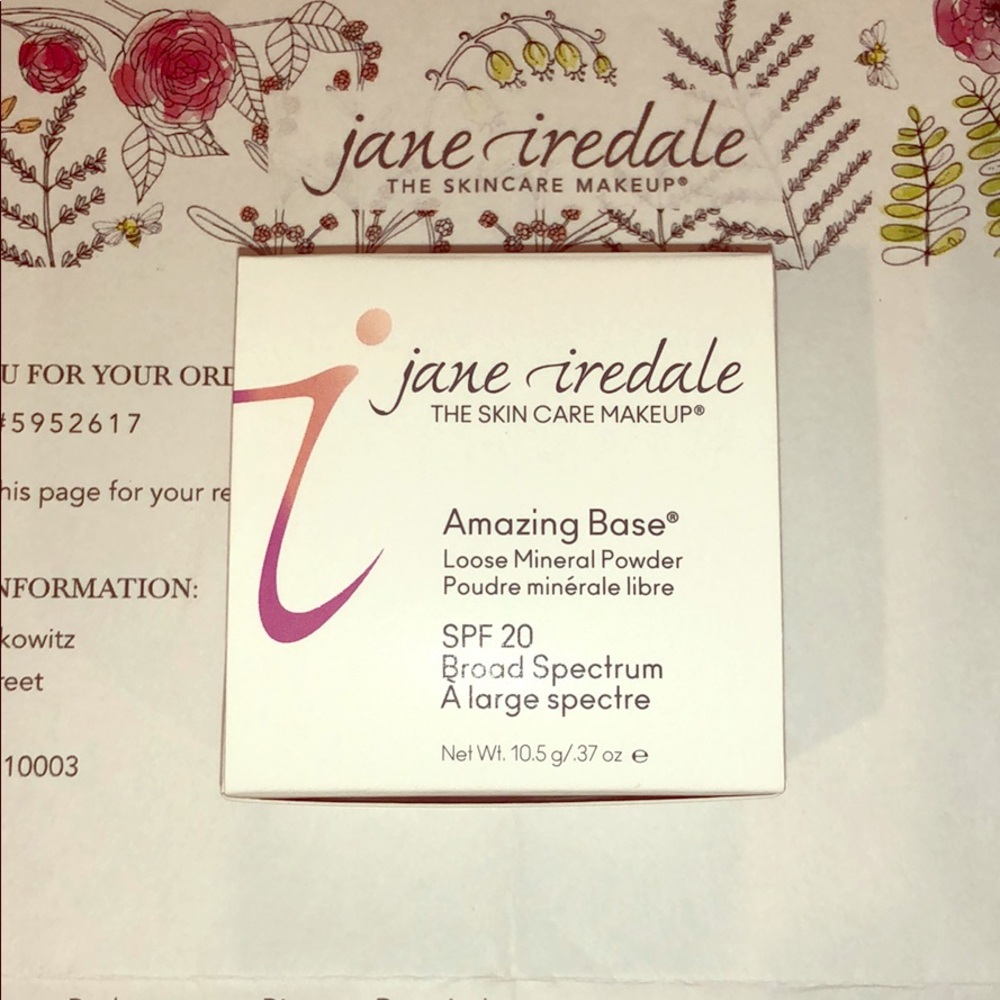 jane iredale
THE SKINCARE MAKEUP®
U FOR YOUR ORD
#5952617
his page for your re
NFORMATION:
kowitz
reet
10003
jane iredale
THE SKIN CARE MAKEUP®
Amazing Base®
Loose Mineral Powder
Poudre minérale libre
SPF 20
Broad Spectrum
À large spectre
Net Wt. 10.5 g/.37 oz ℮